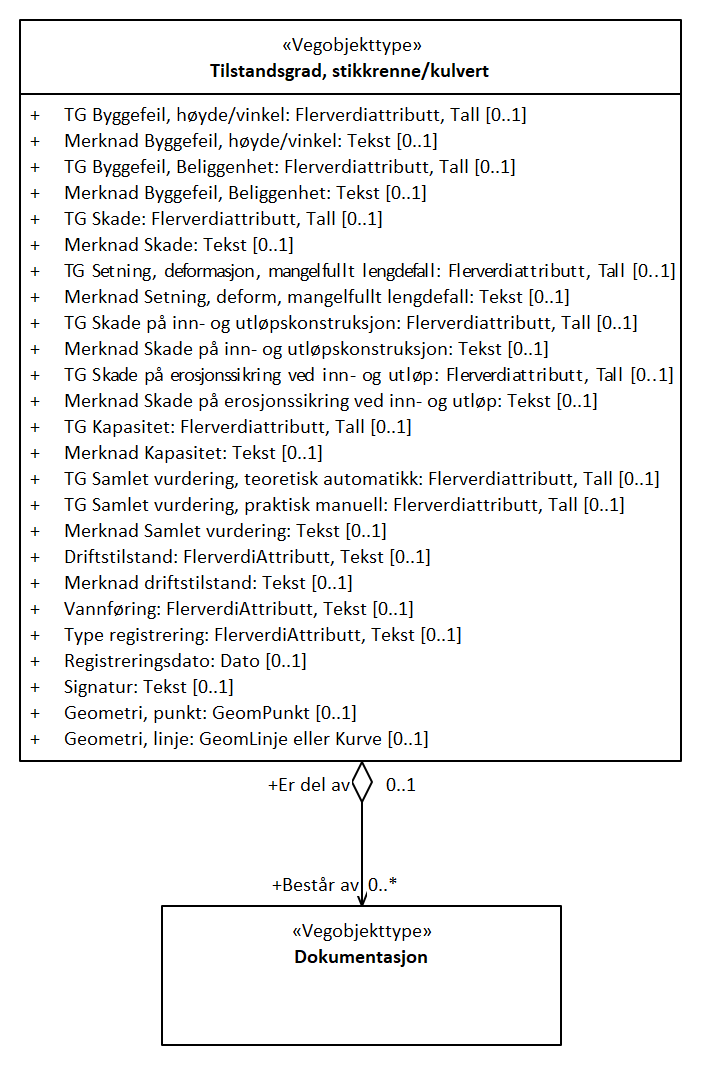 «Vegobjekttype»
Tilstandsgrad, stikkrenne/kulvert
+ TG Byggefeil, høyde/vinkel: Flerverdiattributt, Tall [0..1]
+ Merknad Byggefeil, høyde/vinkel: Tekst [0..1]
+ TG Byggefeil, Beliggenhet: Flerverdiattributt, Tall [0..1]
+ Merknad Byggefeil, Beliggenhet: Tekst [0..1]
+ TG Skade: Flerverdiattributt, Tall [0..1]
+ Merknad Skade: Tekst [0..1]
+ TG Setning, deformasjon, mangelfullt lengdefall: Flerverdiattributt, Tall [0..1]
+ Merknad Setning, deform, mangelfullt lengdefall: Tekst [0..1]
+ TG Skade på inn- og utløpskonstruksjon: Flerverdiattributt, Tall [0..1]
+ Merknad Skade på inn- og utløpskonstruksjon: Tekst [0..1]
+ TG Skade på erosjonssikring ved inn- og utløp: Flerverdiattributt, Tall [0..1]
+ Merknad Skade på erosjonssikring ved inn- og utløp: Tekst [0..1]
+ TG Kapasitet: Flerverdiattributt, Tall [0..1]
+ Merknad Kapasitet: Tekst [0..1]
+ TG Samlet vurdering, teoretisk automatikk: Flerverdiattributt, Tall [0..1]
+ TG Samlet vurdering, praktisk manuell: Flerverdiattributt, Tall [0..1]
+ Merknad Samlet vurdering: Tekst [0..1]
+ Driftstilstand: FlerverdiAttributt, Tekst [0..1]
+ Merknad driftstilstand: Tekst [0..1]
+ Vannføring: FlerverdiAttributt, Tekst [0..1]
+ Type registrering: FlerverdiAttributt, Tekst [0..1]
+ Registreringsdato: Dato [0..1]
+ Signatur: Tekst [0..1]
+ Geometri, punkt: GeomPunkt [0..1]
+ Geometri, linje: GeomLinje eller Kurve [0..1]
+Er del av 0..1
+Består av 0..*
«Vegobjekttype»
Dokumentasjon